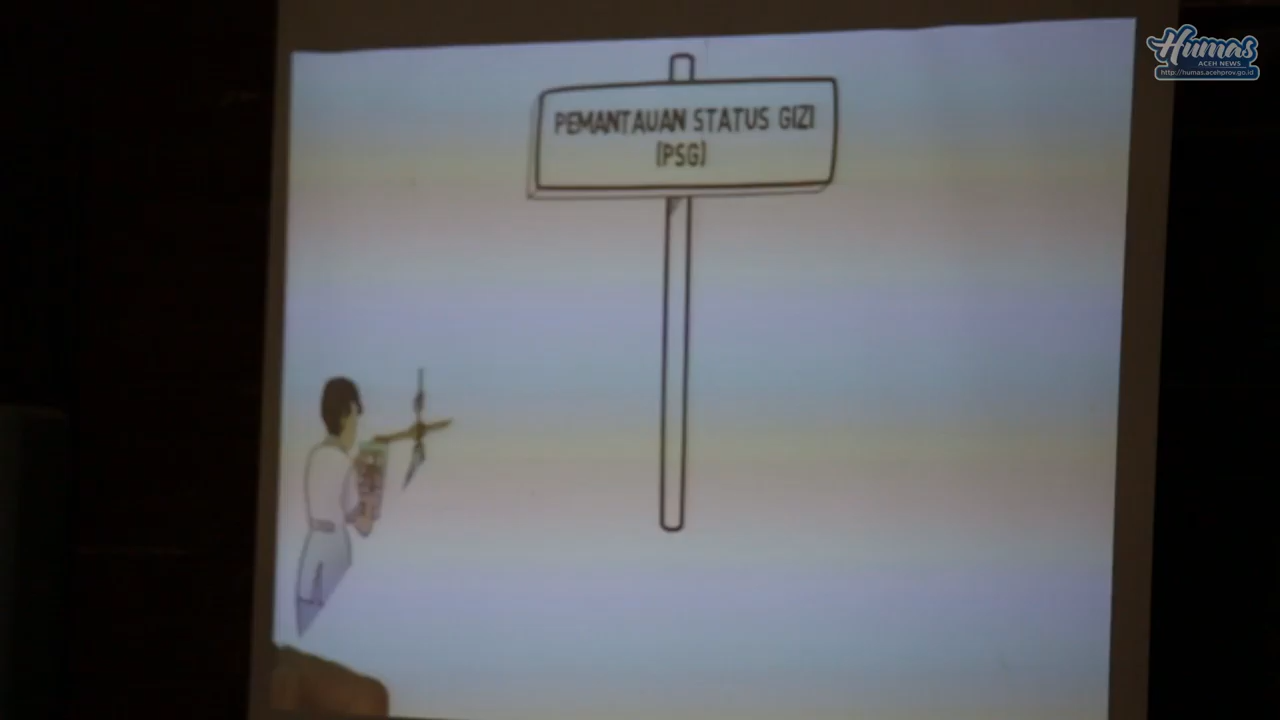 PEMANTAUAN STATUS GIZI
(PSG)
Humas
ACEH NEWS
http://humas.acehprov.go.id